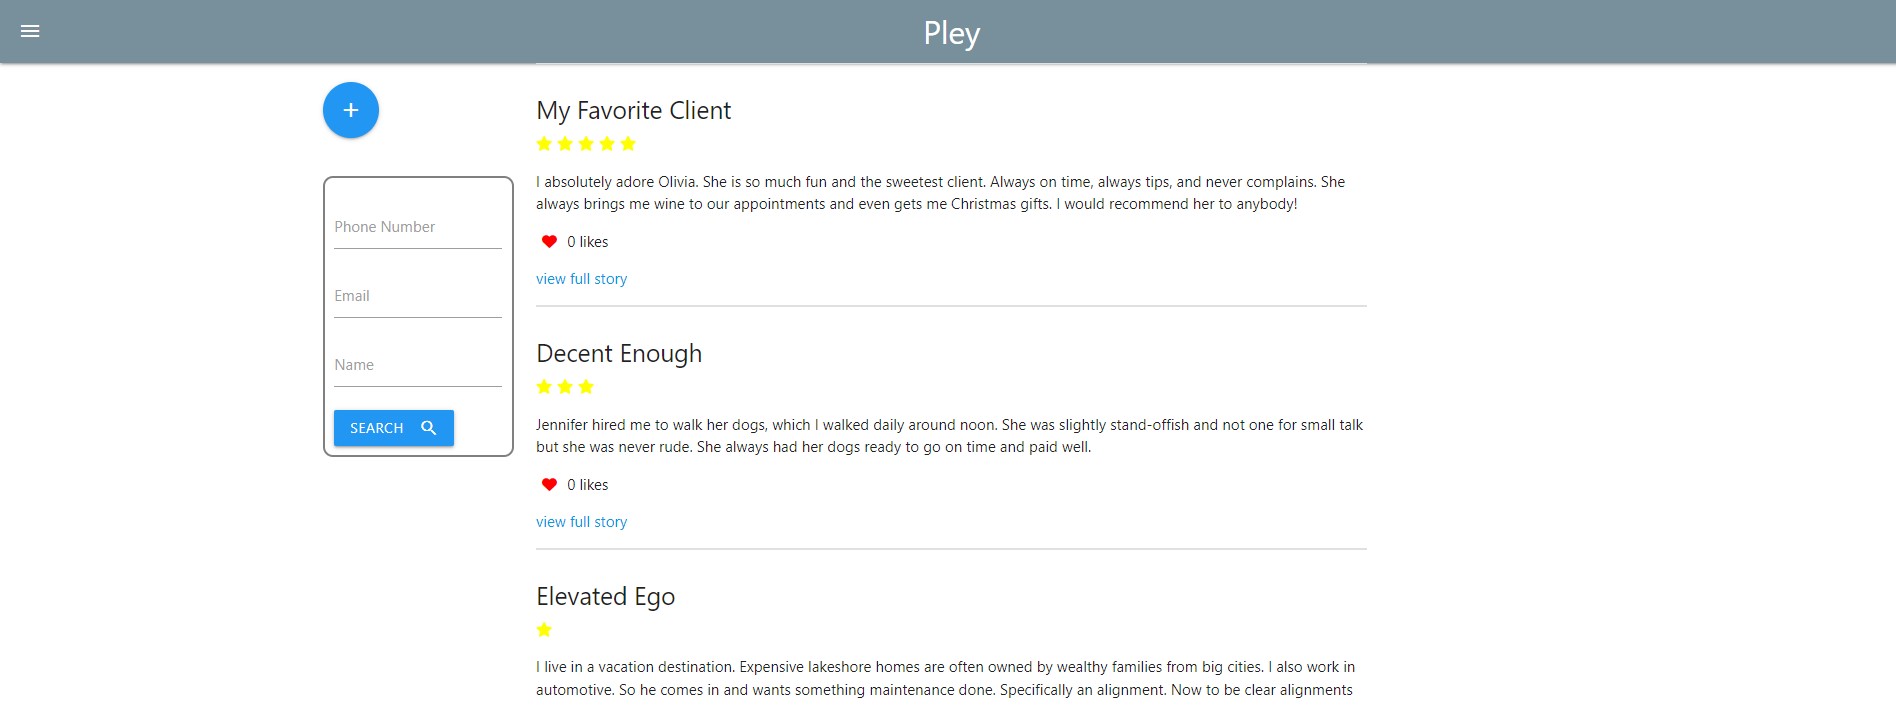 Pley
My Favorite Client
I absolutely adore Olivia. She is so much fun and the sweetest client. Always on time, always tips, and never complains. She
always brings me wine to our appointments and even gets me Christmas gifts. I would recommend her to anybody!
0 likes
view full story
Phone Number
Email
Name
SEARCH
Decent Enough
Jennifer hired me to walk her dogs, which I walked daily around noon. She was slightly stand-offish and not one for small talk
but she was never rude. She always had her dogs ready to go on time and paid well.
0 likes
view full story
Elevated Ego
I live in a vacation destination. Expensive lakeshore homes are often owned by wealthy families from big cities. I also work in
automotive. So he comes in and wants something maintenance done. Specifically an alignment. Now to be clear alignments